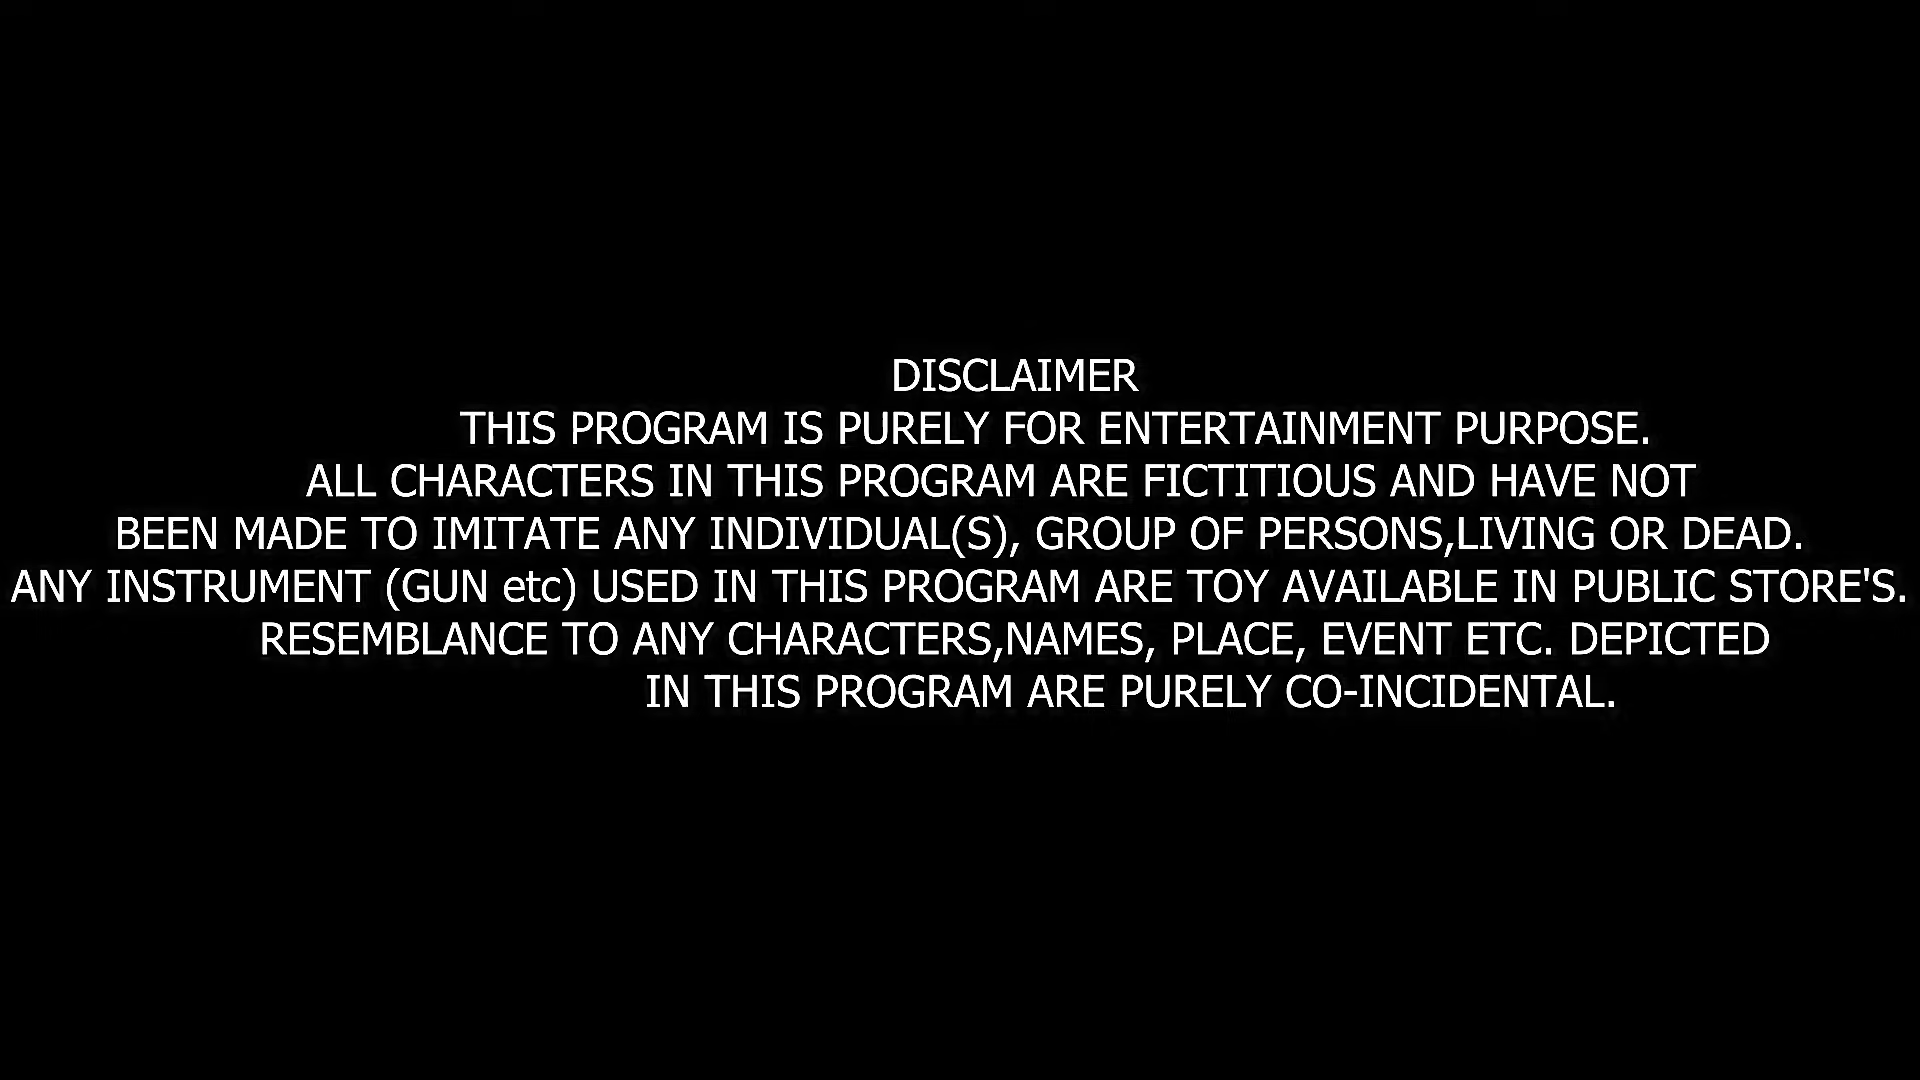 DISCLAIMER
THIS PROGRAM IS PURELY FOR ENTERTAINMENT PURPOSE.
ALL CHARACTERS IN THIS PROGRAM ARE FICTITIOUS AND HAVE NOT
BEEN MADE TO IMITATE ANY INDIVIDUAL(S), GROUP OF PERSONS,LIVING OR DEAD.
ANY INSTRUMENT (GUN etc) USED IN THIS PROGRAM ARE TOY AVAILABLE IN PUBLIC STORE'S.
RESEMBLANCE TO ANY CHARACTERS,NAMES, PLACE, EVENT ETC. DEPICTED
IN THIS PROGRAM ARE PURELY CO-INCIDENTAL.